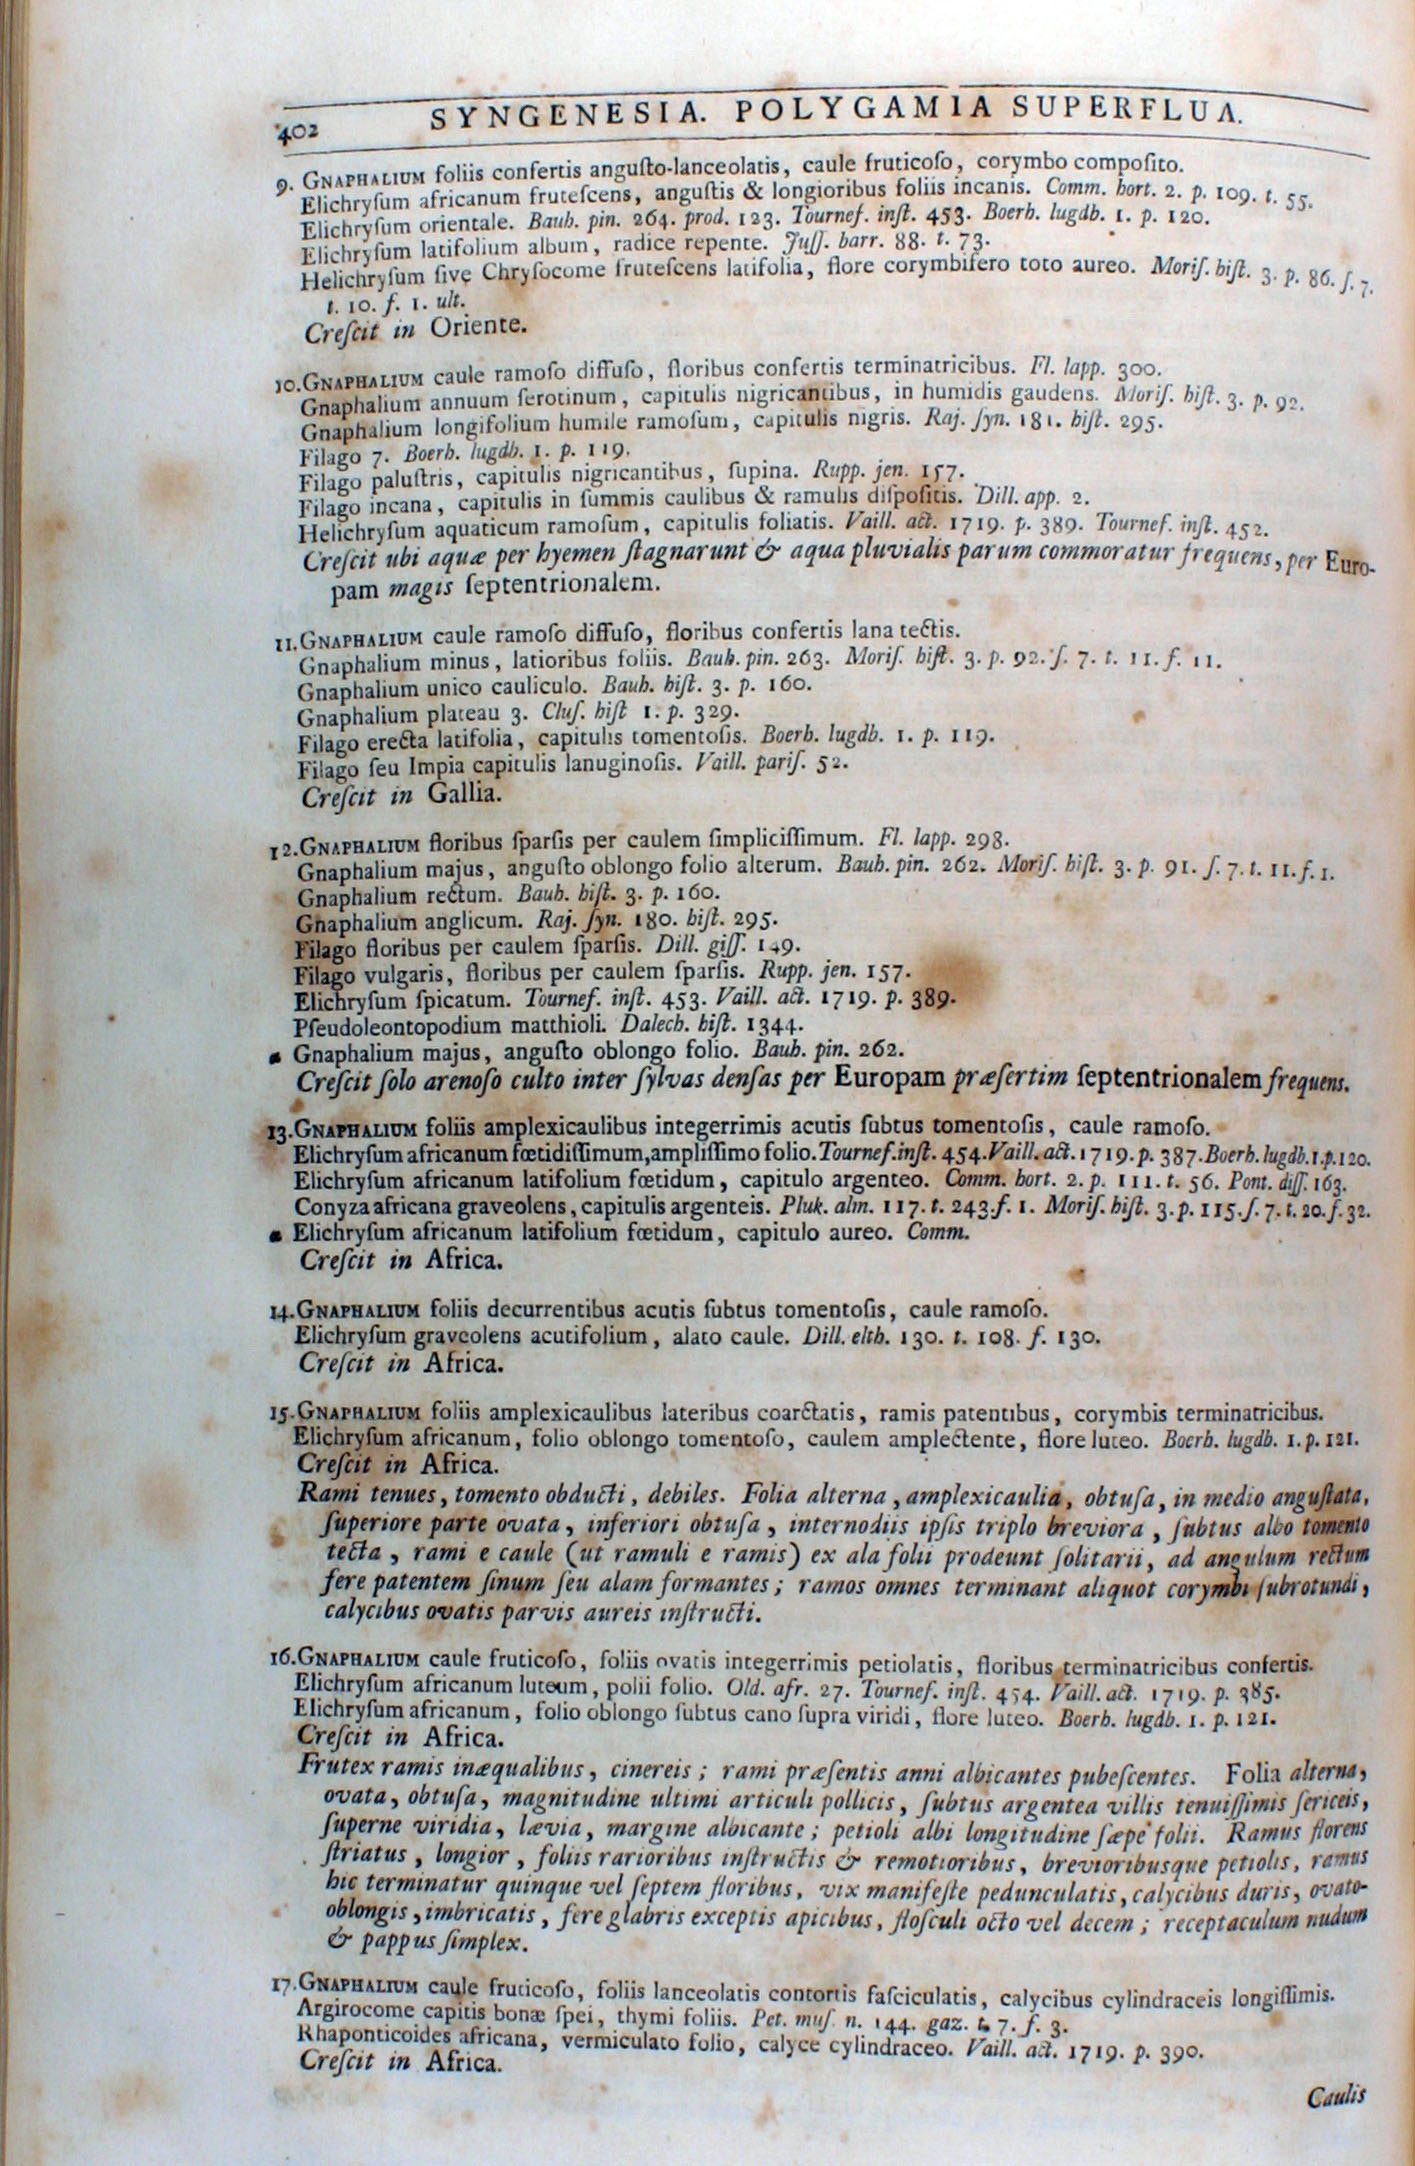 402 SYNGENESIA. POLYGAMIA SUPERFLUA.
9. GNAPHALIUM foliis confertis anguſto-lanceolatis, caule fruticoſo, corymbo compoſito.
Elichryſum africanum fruteſcens, anguſtis & longioribus foliis incanis. Comm. hort. 2. p. 109. t. 55.
Elichryſum orientale. Bauh. pin. 264. prod. 123. Tournef. inſt. 453. Boerh. lugdb. 1. p. 120.
Elichryſum latifolium album, radice repente. Juſſ. barr. 88. t. 73.
Helichryſum ſive Chryſocome fruteſcens latifolia, flore corymbifero toto aureo. Moriſ. hiſt. 3. p. 86. ſ. 7.
t. 10. f. 1. ult.
Creſcit in Oriente.
10. GNAPHALIUM caule ramoſo diffuſo, floribus confertis terminatricibus. Fl. lapp. 300.
Gnaphalium annuum ſerotinum, capitulis nigricantibus, in humidis gaudens. Moriſ. hiſt. 3. p. 92.
Gnaphalium longifolium humile ramoſum, capitulis nigris. Raj. ſyn. 181. hiſt. 295.
Filago 7. Boerh. lugdb. 1. p. 119.
Filago paluſtris, capitulis nigricantibus, ſupina. Rupp. jen. 157.
Filago incana, capitulis in ſummis caulibus & ramulis diſpoſitis. Dill. app. 2.
Helichryſum aquaticum ramoſum, capitulis foliatis. Vaill. act. 1719. p. 389. Tournef. inſt. 452.
Creſcit ubi aquæ per hyemen ſtagnarunt & aqua pluvialis parum commoratur frequens, per Euro-
pam magis ſeptentrionalem.
11. GNAPHALIUM caule ramoſo diffuſo, floribus confertis lana tectis.
Gnaphalium minus, latioribus foliis. Bauh. pin. 263. Moriſ. hiſt. 3. p. 92. ſ. 7. t. 11. f. 11.
Gnaphalium unico cauliculo. Bauh. hiſt. 3. p. 160.
Gnaphalium plateau 3. Cluſ. hiſt 1. p. 329.
Filago erecta latifolia, capitulis tomentoſis. Boerh. lugdb. 1. p. 119.
Filago ſeu Impia capitulis lanuginoſis. Vaill. pariſ. 52.
Creſcit in Gallia.
12. GNAPHALIUM floribus ſparſis per caulem ſimpliciſſimum. Fl. lapp. 298.
Gnaphalium majus, anguſto oblongo folio alterum. Bauh. pin. 262. Moriſ. hiſt. 3. p. 91. ſ. 7. t. 11. f. 1.
Gnaphalium rectum. Bauh. hiſt. 3. p. 160.
Gnaphalium anglicum. Raj. ſyn. 180. hiſt. 295.
Filago floribus per caulem ſparſis. Dill. giſſ. 149.
Filago vulgaris, floribus per caulem ſparſis. Rupp. jen. 157.
Elichryſum ſpicatum. Tournef. inſt. 453. Vaill. act. 1719. p. 389.
Pſeudoleontopodium matthioli. Dalech. hiſt. 1344.
Gnaphalium majus, anguſto oblongo folio. Bauh. pin. 262.
Creſcit ſolo arenoſo culto inter ſylvas denſas per Europam præſertim ſeptentrionalem frequens.
13. GNAPHALIUM foliis amplexicaulibus integerrimis acutis ſubtus tomentoſis, caule ramoſo.
Elichryſum africanum fœtidiſſimum, ampliſſimo folio. Tournef. inſt. 454. Vaill. act. 1719. p. 387. Boerh. lugdb. 1. p. 120.
Elichryſum africanum latifolium fœtidum, capitulo argenteo. Comm. hort. 2. p. 111. t. 56. Pont. diſſ. 163.
Conyza africana graveolens, capitulis argenteis. Pluk. alm. 117. t. 243. f. 1. Moriſ. hiſt. 3. p. 115. ſ. 7. t. 20. f. 32.
Elichryſum africanum latifolium fœtidum, capitulo aureo. Comm.
Creſcit in Africa.
14. GNAPHALIUM foliis decurrentibus acutis ſubtus tomentoſis, caule ramoſo.
Elichryſum graveolens acutifolium, alato caule. Dill. elth. 130. t. 108. f. 130.
Creſcit in Africa.
15. GNAPHALIUM foliis amplexicaulibus lateribus coarctatis, ramis patentibus, corymbis terminatricibus.
Elichryſum africanum, folio oblongo tomentoſo, caulem amplectente, flore luteo. Boerh. lugdb. 1. p. 121.
Creſcit in Africa.
Rami tenues, tomento obducti, debiles. Folia alterna, amplexicaulia, obtuſa, in medio anguſtata,
ſuperiore parte ovata, inferiori obtuſa, internodiis ipſis triplo breviora, ſubtus albo tomento
tecta, rami e caule (ut ramuli e ramis) ex ala folii prodeunt ſolitarii, ad angulum rectum
fere patentem ſinum ſeu alam formantes; ramos omnes terminant aliquot corymbi ſubrotundi,
calycibus ovatis parvis aureis inſtructi.
16. GNAPHALIUM caule fruticoſo, foliis ovatis integerrimis petiolatis, floribus terminatricibus confertis.
Elichryſum africanum luteum, polii folio. Old. afr. 27. Tournef. inſt. 454. Vaill. act. 1719. p. 385.
Elichryſum africanum, folio oblongo ſubtus cano ſupra viridi, flore luteo. Boerh. lugdb. 1. p. 121.
Creſcit in Africa.
Frutex ramis inæqualibus, cinereis; rami præſentis anni albicantes pubeſcentes. Folia alterna,
ovata, obtuſa, magnitudine ultimi articuli pollicis, ſubtus argentea villis tenuiſſimis ſericeis,
ſuperne viridia, lævia, margine albicante; petioli albi longitudine ſæpe folii. Ramus florens
ſtriatus, longior, foliis rarioribus inſtructis & remotioribus, brevioribusque petiolis, ramus
hic terminatur quinque vel ſeptem floribus, vix manifeſte pedunculatis, calycibus duris, ovato-
oblongis, imbricatis, fere glabris exceptis apicibus, floſculi octo vel decem; receptaculum nudum
& pappus ſimplex.
17. GNAPHALIUM caule fruticoſo, foliis lanceolatis contortis faſciculatis, calycibus cylindraceis longiſſimis.
Argirocome capitis bonæ ſpei, thymi foliis. Pet. muſ. n. 144. gaz. t. 7. f. 3.
Rhaponticoides africana, vermiculato folio, calyce cylindraceo. Vaill. act. 1719. p. 390.
Creſcit in Africa.
Caulis